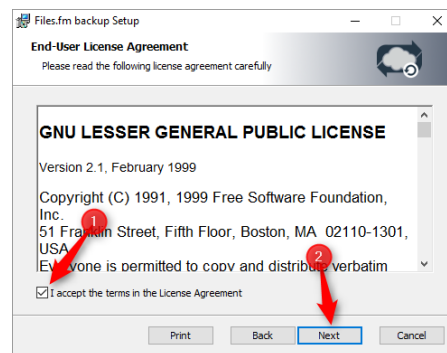 Files.fm backup Setup
End-User License Agreement
Please read the following license agreement carefully
GNU LESSER GENERAL PUBLIC LICENSE
Version 2.1, February 1999
Copyright (C) 1991, 1999 Free Software Foundation,
Inc.
51 Franklin Street, Fifth Floor, Boston, MA 02110-1301,
USA
Everyone is permitted to copy and distribute verbatim
1
2
I accept the terms in the License Agreement
Print Back Next Cancel